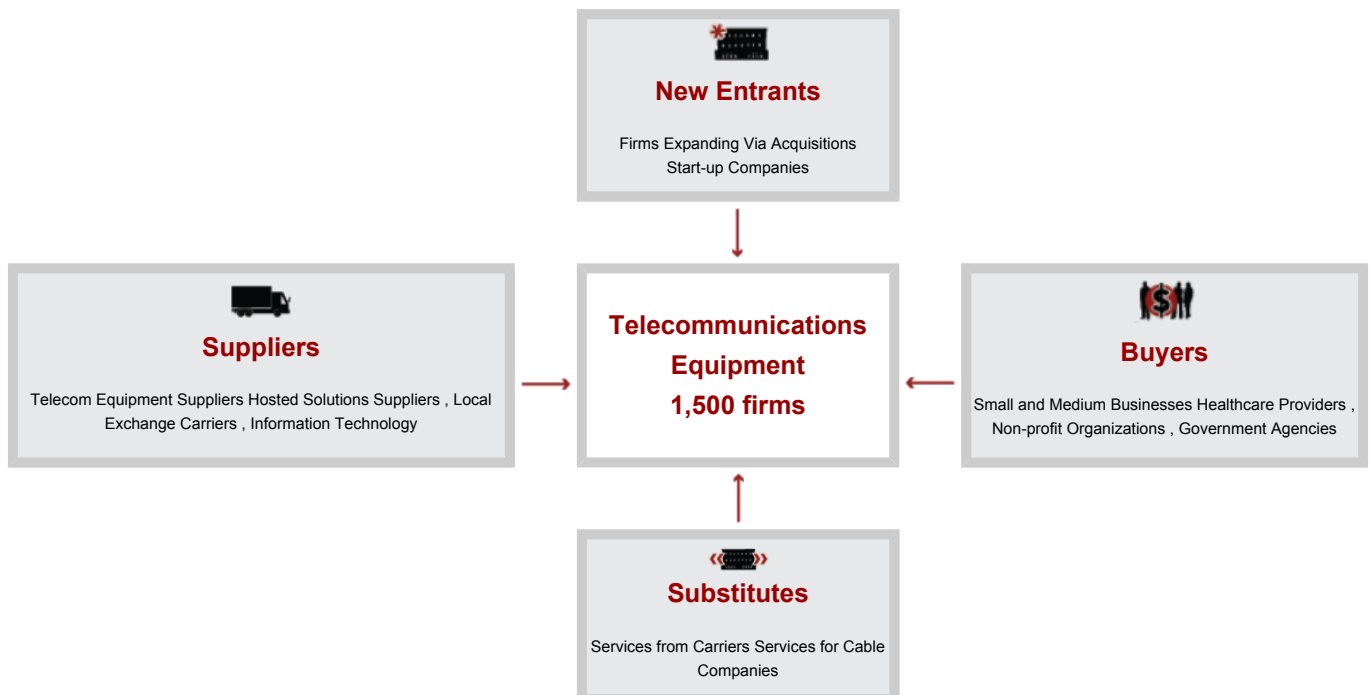 New Entrants
Firms Expanding Via Acquisitions
Start-up Companies
Suppliers
Telecom Equipment Suppliers Hosted Solutions Suppliers , Local
Exchange Carriers , Information Technology
Telecommunications
Equipment
1,500 firms
Buyers
Small and Medium Businesses Healthcare Providers ,
Non-profit Organizations , Government Agencies
Substitutes
Services from Carriers Services for Cable
Companies